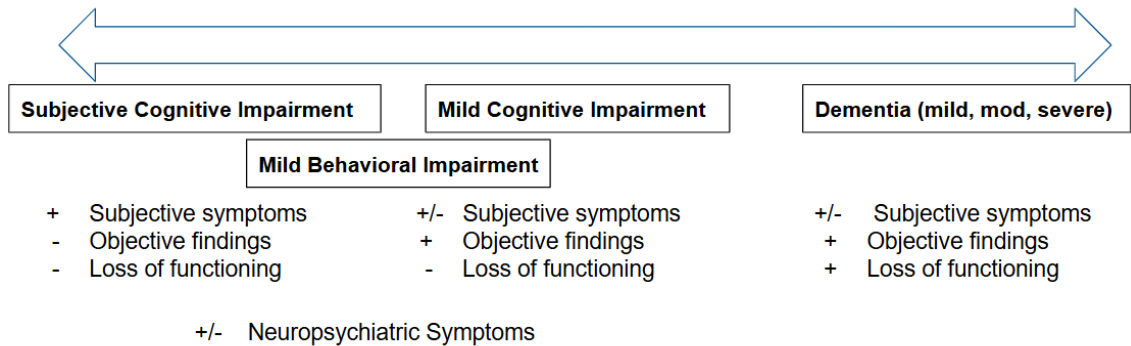 Subjective Cognitive Impairment
Mild Cognitive Impairment
Dementia (mild, mod, severe)
Mild Behavioral Impairment
+ Subjective symptoms
- Objective findings
- Loss of functioning
+/- Subjective symptoms
+ Objective findings
- Loss of functioning
+/- Subjective symptoms
+ Objective findings
+ Loss of functioning
+/- Neuropsychiatric Symptoms